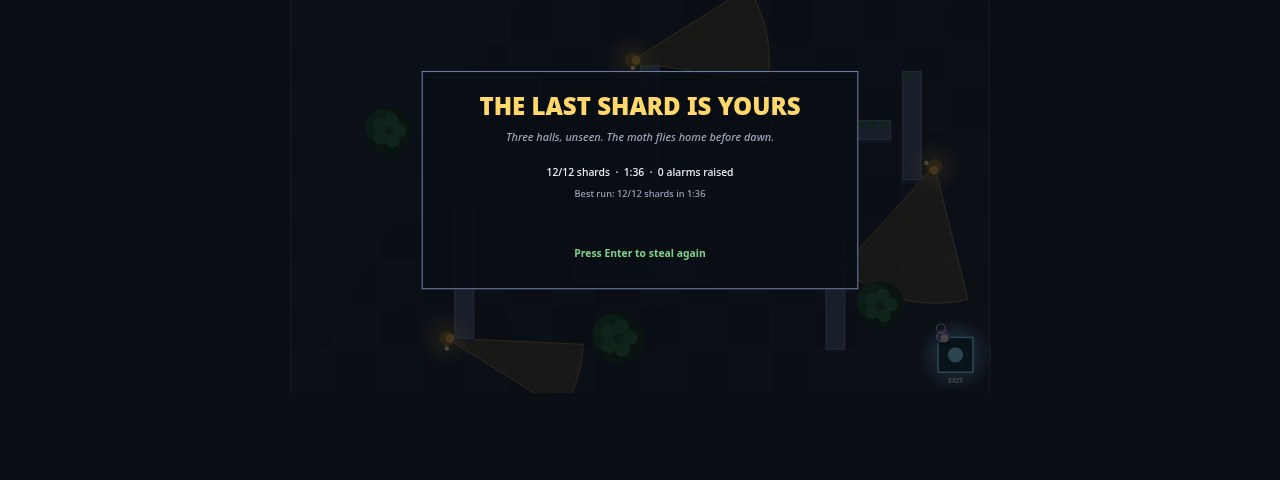 THE LAST SHARD IS YOURS
Three halls, unseen. The moth flies home before dawn.
12/12 shards · 1:36 · 0 alarms raised
Best run: 12/12 shards in 1:36
Press Enter to steal again
EXIT